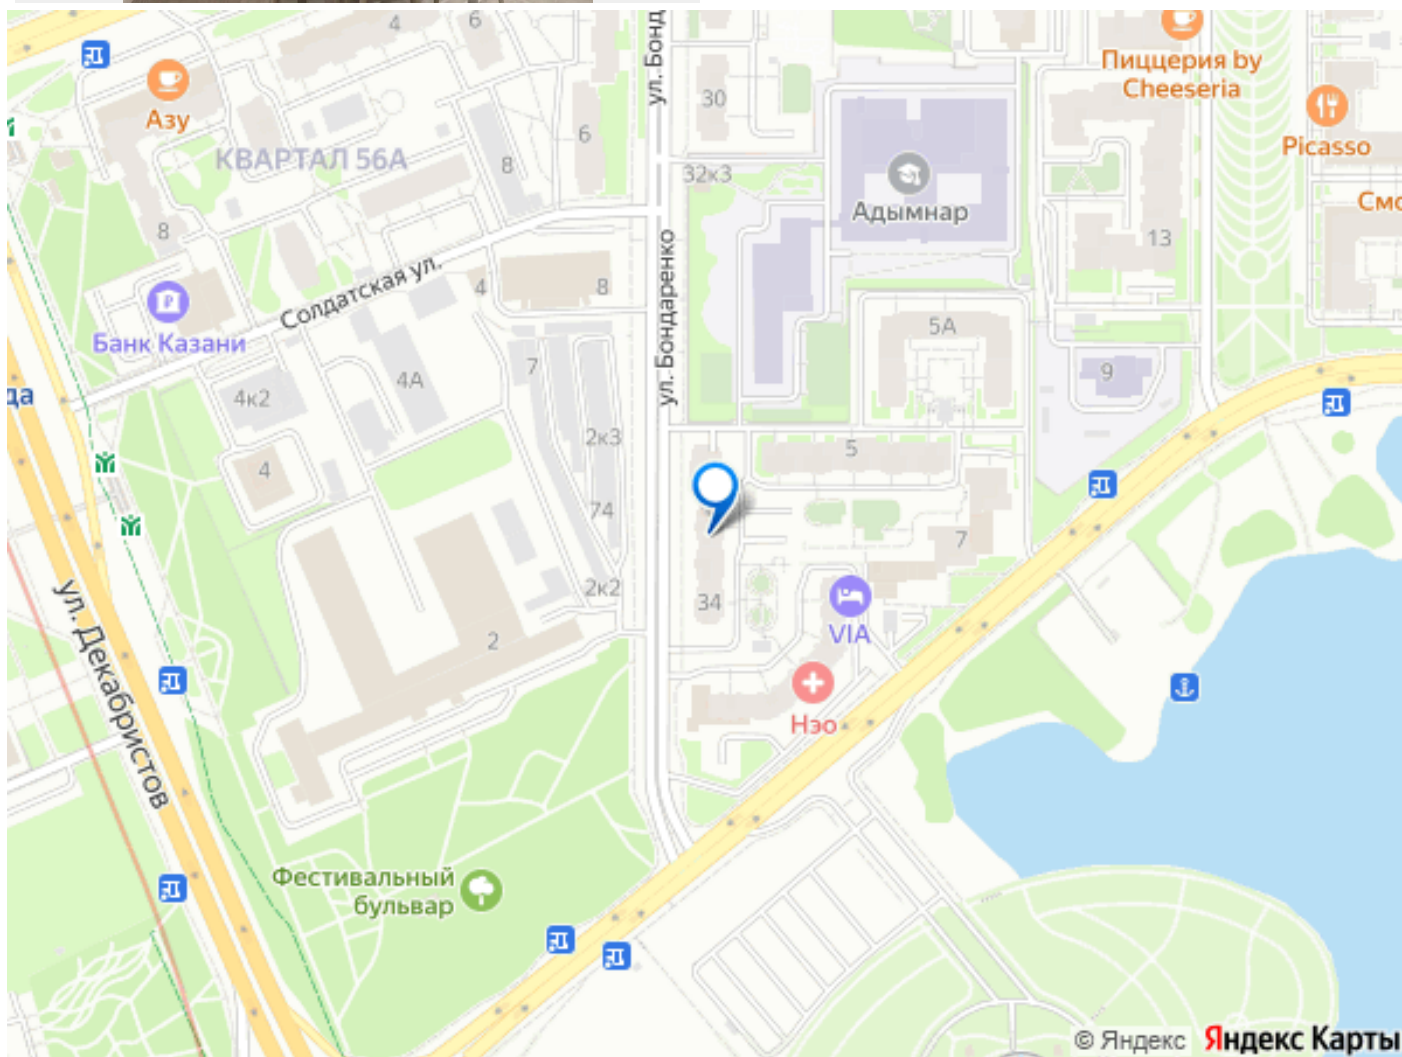 4
6
ул. Бонд
30
Пиццерия by
Cheeseria
Picasso
Азу
6
КВАРТАЛ 56А
8
32к3
Адымнар
Смо
8
13
Солдатская ул.
4
8
ул. Бондаренко
Банк Казани
5А
7
4А
9
да
4к2
2к3
5
4
74
7
2к2
34
VIA
ул. Декабристов
2
Нэо
Фестивальный
бульвар
© Яндекс Яндекс Карты